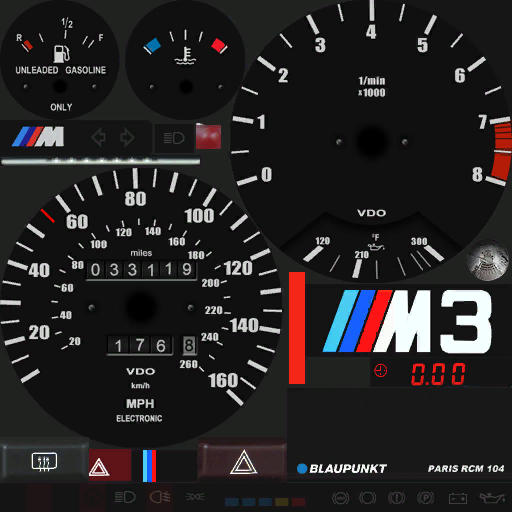 R 1/2 F
UNLEADED GASOLINE
ONLY
M
0 1 2 3 4 5 6 7 8
1/min
x1000
VDO
°F
120 210 300
20 40 60 80 100 120 140 160
20 40 60 80 100 120 140 160 180 200 220 240 260
miles
033119
176 8
VDO
km/h
MPH
ELECTRONIC
M3
0.00
BLAUPUNKT PARIS RCM 104